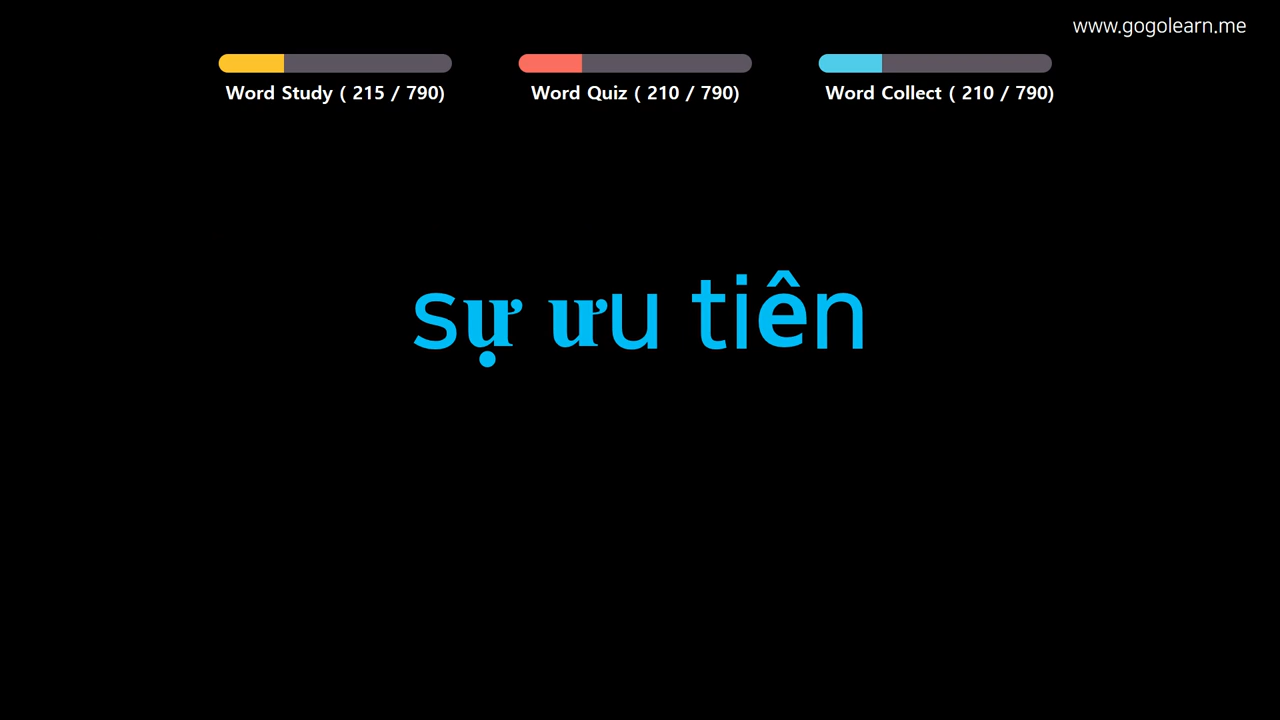 www.gogolearn.me
Word Study ( 215 / 790)
Word Quiz ( 210 / 790)
Word Collect ( 210 / 790)
sự ưu tiên